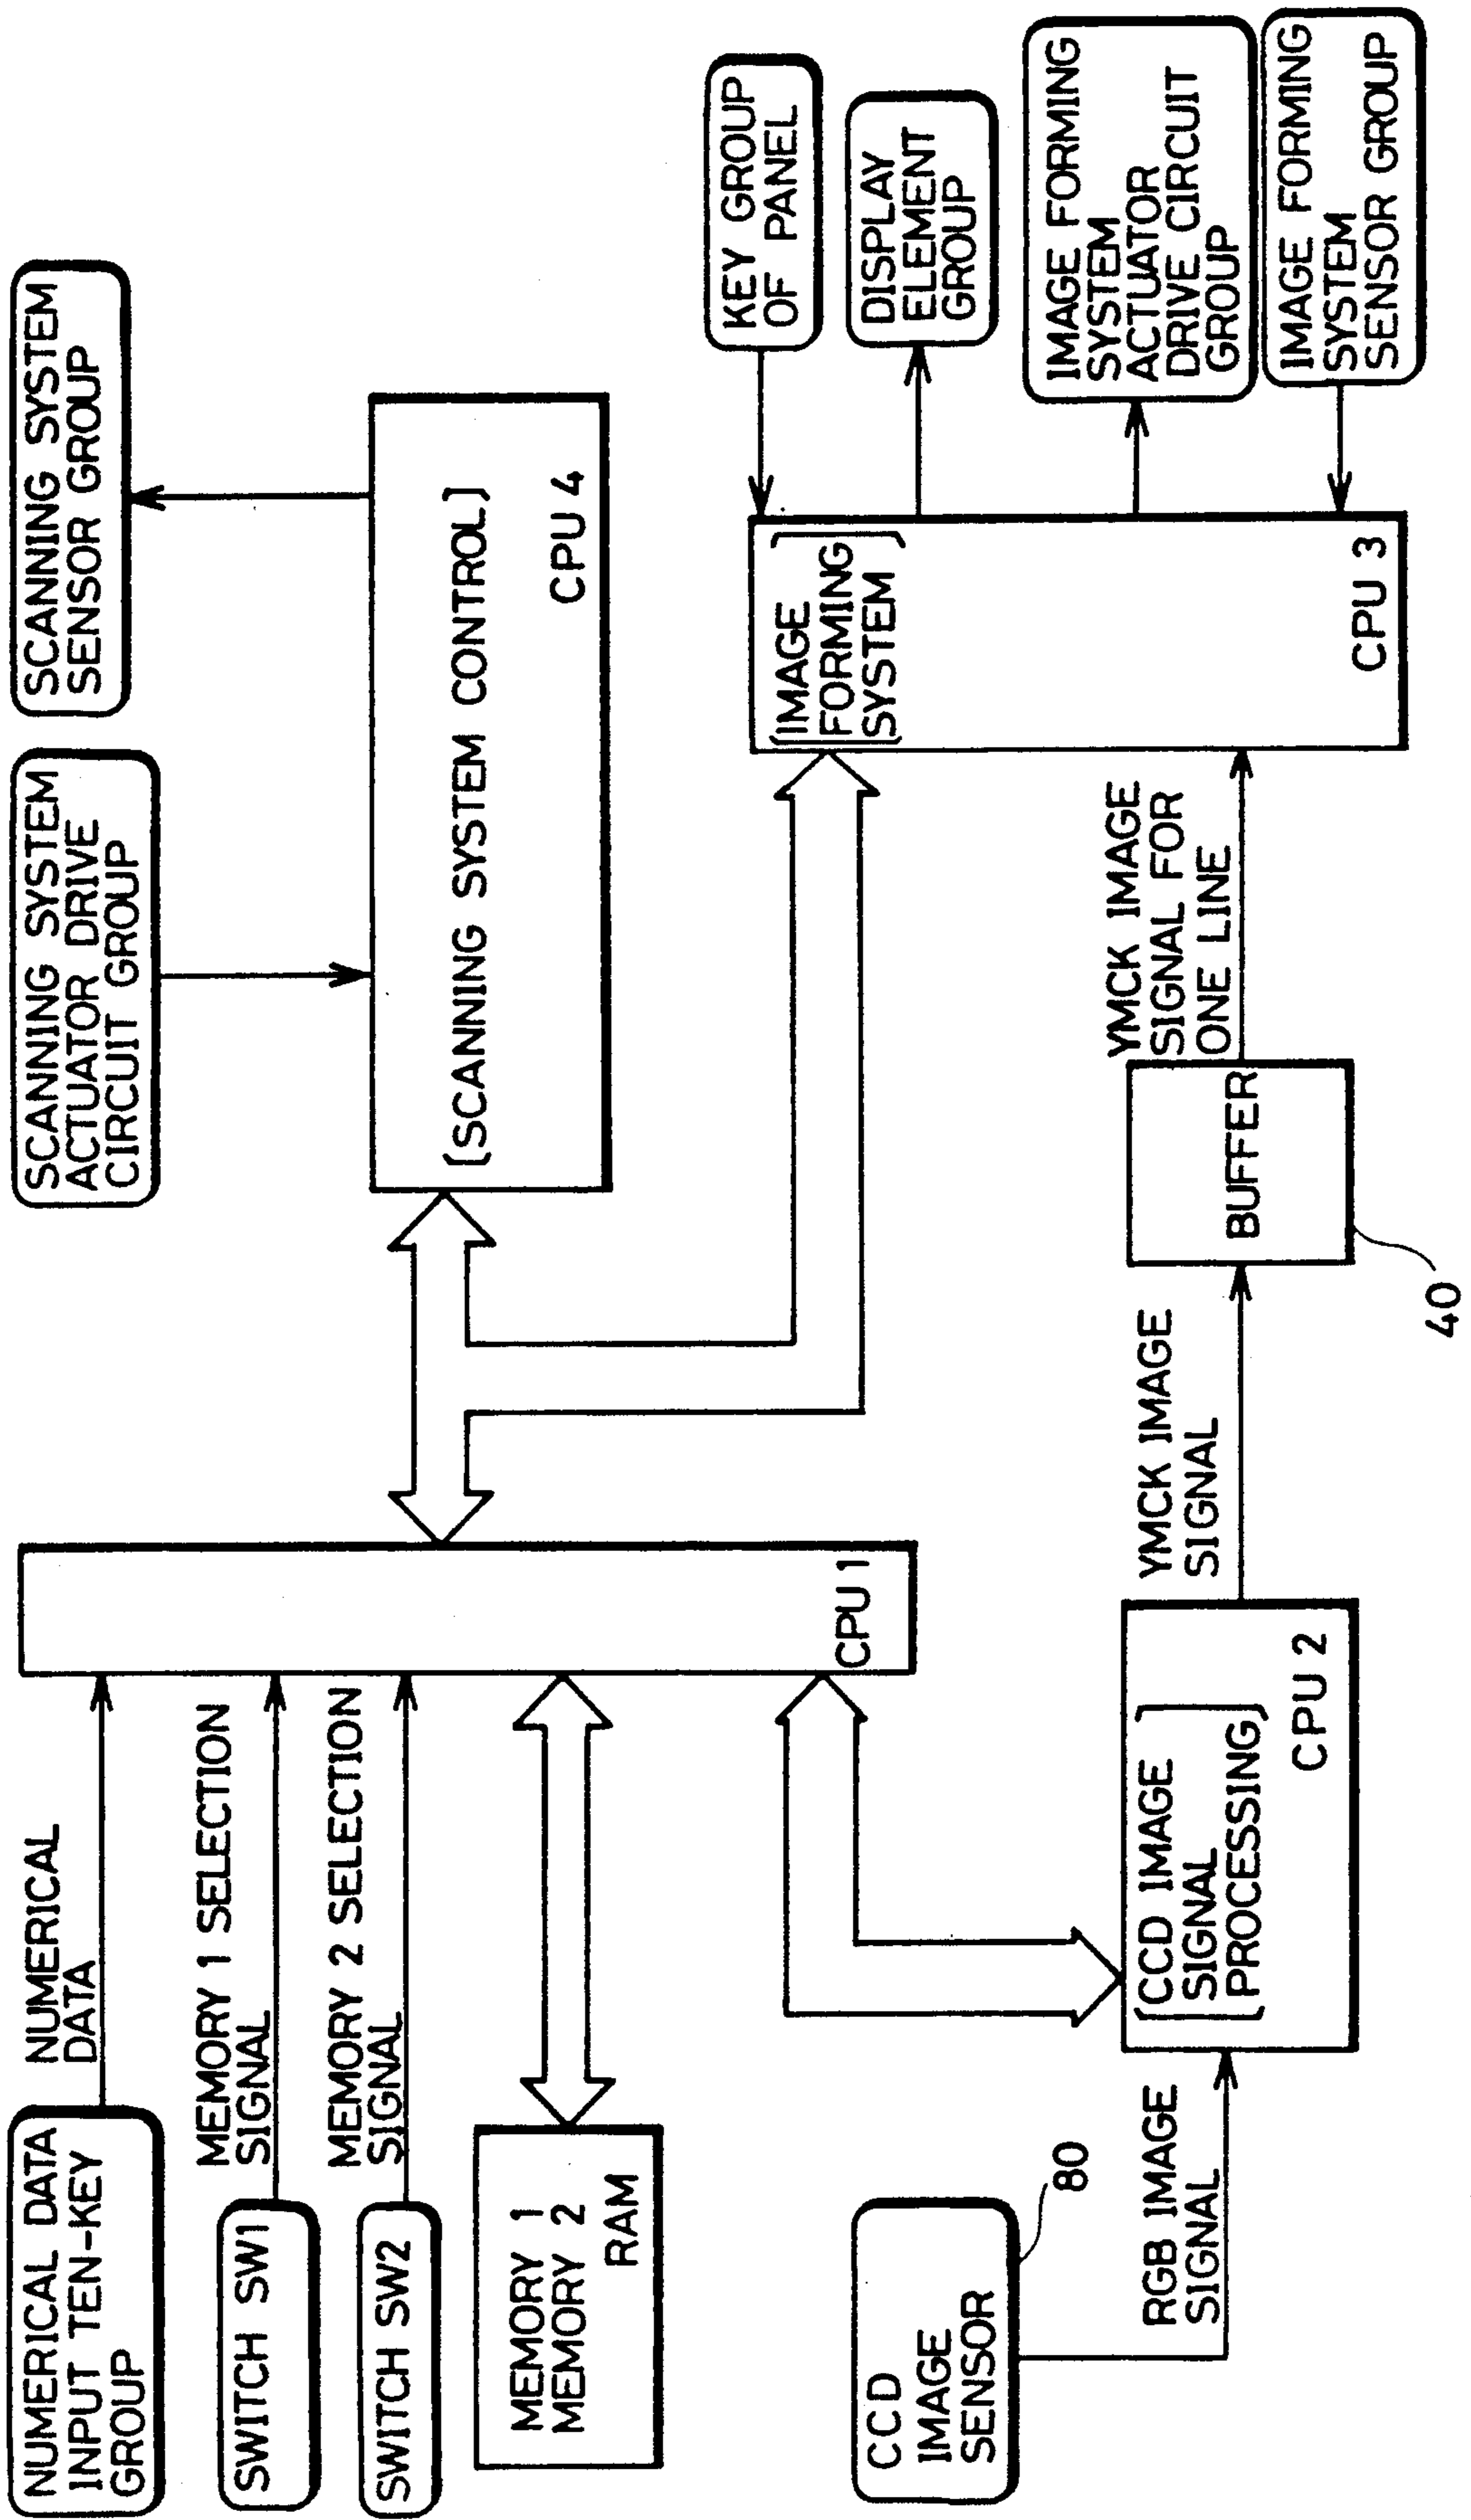 NUMERICAL DATA
INPUT TEN-KEY
GROUP
NUMERICAL
DATA
SWITCH SW1
MEMORY 1 SELECTION
SIGNAL
SWITCH SW2
MEMORY 2 SELECTION
SIGNAL
MEMORY 1
MEMORY 2
RAM
CPU 1
CCD
IMAGE
SENSOR
80
RGB IMAGE
SIGNAL
CCD IMAGE
SIGNAL
PROCESSING
CPU 2
YMCK IMAGE
SIGNAL
BUFFER
40
YMCK IMAGE
SIGNAL FOR
ONE LINE
SCANNING SYSTEM
ACTUATOR DRIVE
CIRCUIT GROUP
SCANNING SYSTEM
SENSOR GROUP
[SCANNING SYSTEM CONTROL]
CPU 4
IMAGE
FORMING
SYSTEM
CPU 3
KEY GROUP
OF PANEL
DISPLAY
ELEMENT
GROUP
IMAGE FORMING
SYSTEM
ACTUATOR
DRIVE CIRCUIT
GROUP
IMAGE FORMING
SYSTEM
SENSOR GROUP